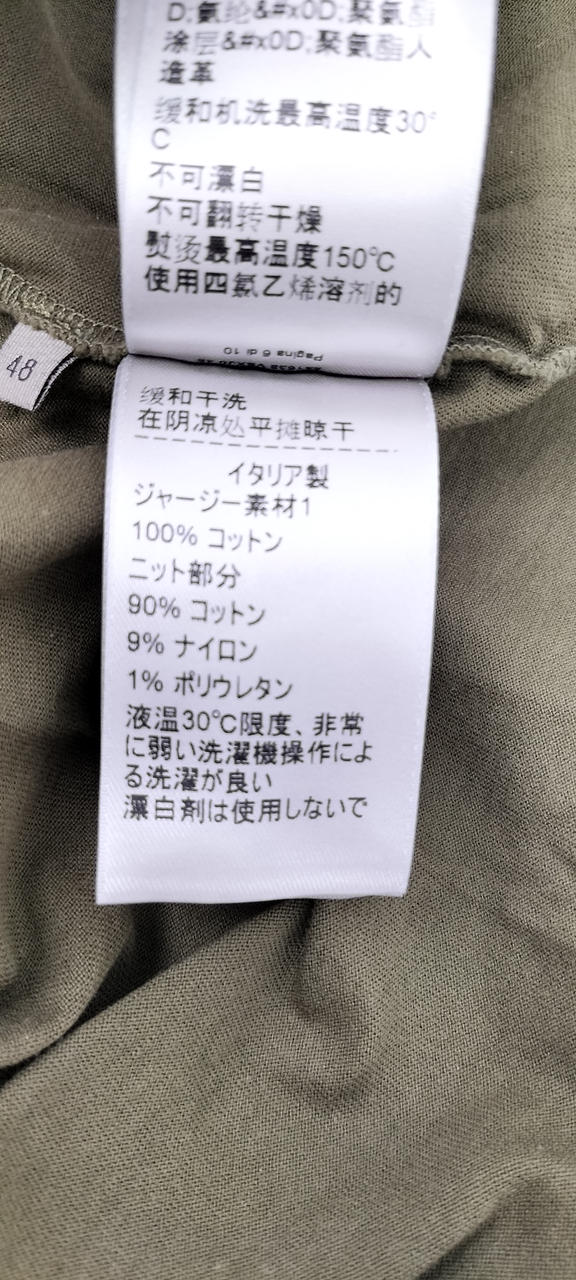 D;氨纶&#x0D;聚氨酯
涂层&#x0D;聚氨酯人
造革
缓和机洗最高温度30°
C
不可漂白
不可翻转干燥
熨烫最高温度150℃
使用四氯乙烯溶剂的
Pagina 6 di 10
48
缓和干洗
在阴凉处平摊晾干
イタリア製
ジャージー素材1
100% コットン
ニット部分
90% コットン
9% ナイロン
1% ポリウレタン
液温30℃限度、非常
に弱い洗濯機操作によ
る洗濯が良い
漂白剤は使用しないで